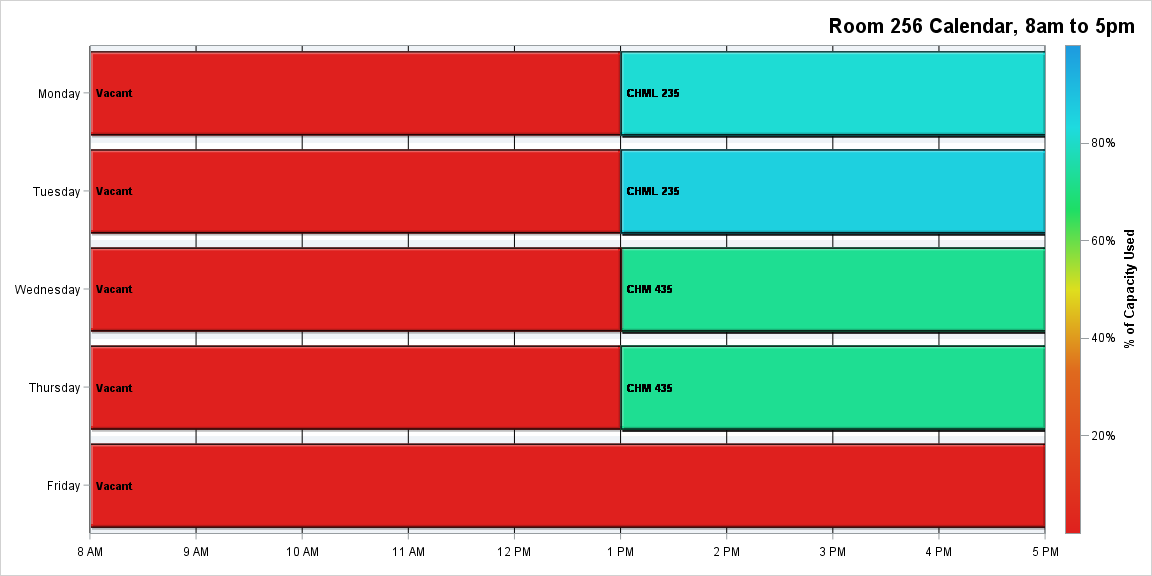 Room 256 Calendar, 8am to 5pm
Monday
Vacant
CHML 235
Tuesday
Vacant
CHML 235
Wednesday
Vacant
CHM 435
Thursday
Vacant
CHM 435
Friday
Vacant
8 AM
9 AM
10 AM
11 AM
12 PM
1 PM
2 PM
3 PM
4 PM
5 PM
80%
60%
40%
20%
% of Capacity Used